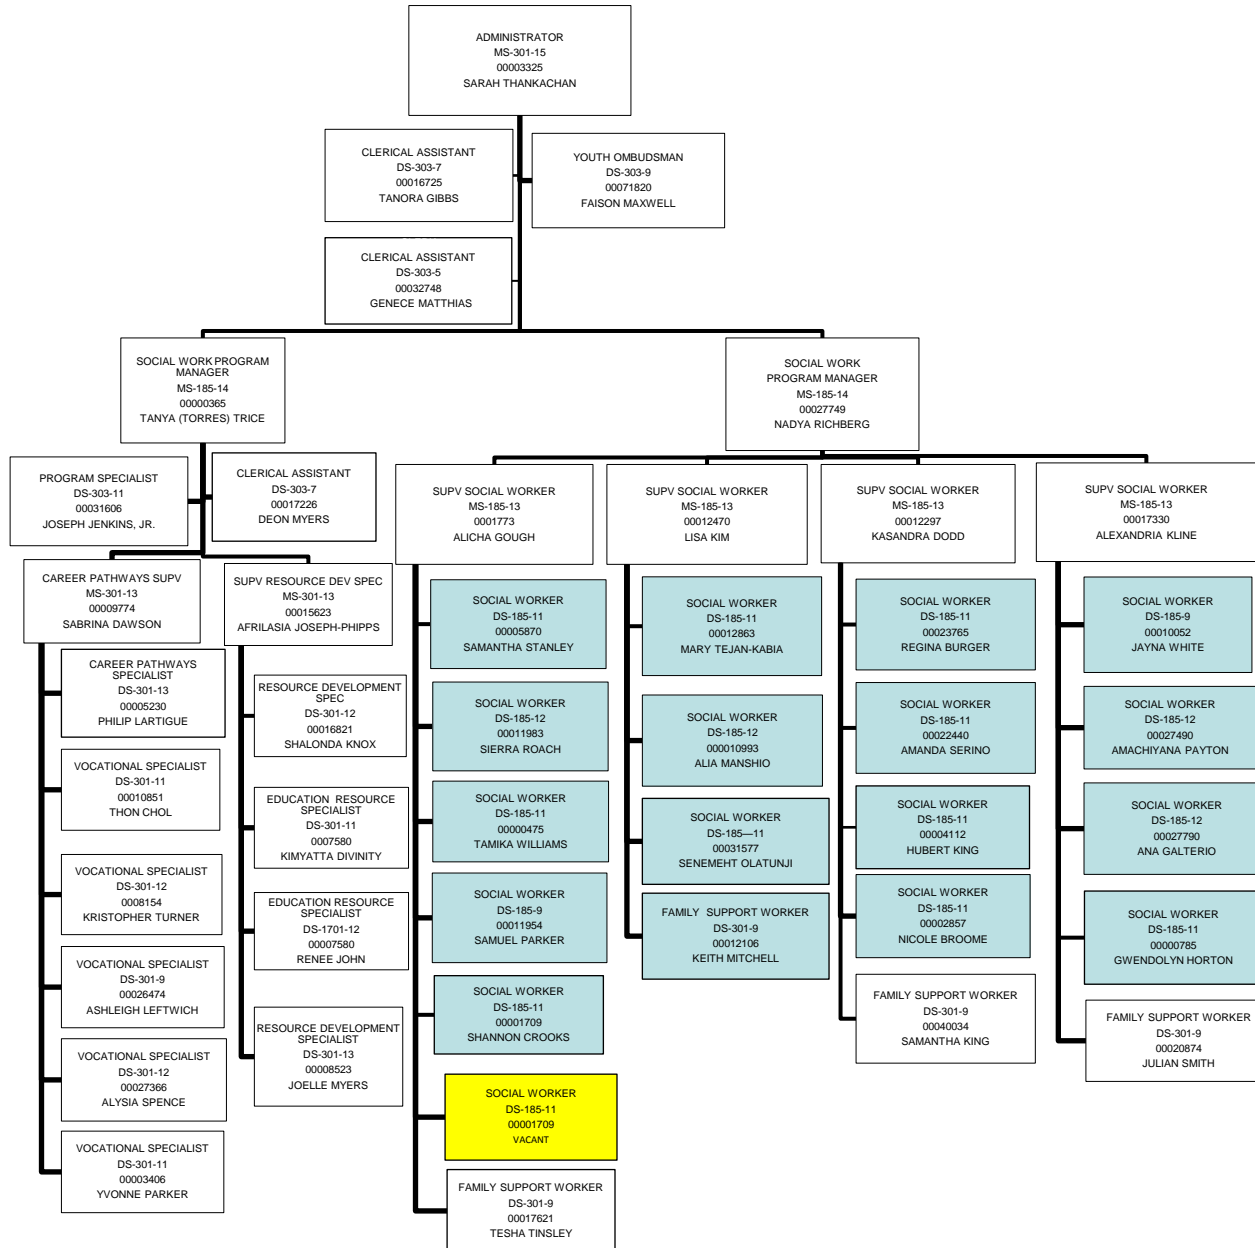 ADMINISTRATOR
MS-301-15
00003325
SARAH THANKACHAN
CLERICAL ASSISTANT
DS-303-7
00016725
TANORA GIBBS
YOUTH OMBUDSMAN
DS-303-9
00071820
FAISON MAXWELL
CLERICAL ASSISTANT
DS-303-5
00032748
GENECE MATTHIAS
SOCIAL WORK PROGRAM
MANAGER
MS-185-14
00000365
TANYA (TORRES) TRICE
SOCIAL WORK
PROGRAM MANAGER
MS-185-14
00027749
NADYA RICHBERG
PROGRAM SPECIALIST
DS-303-11
00031606
JOSEPH JENKINS, JR.
CLERICAL ASSISTANT
DS-303-7
00017226
DEON MYERS
CAREER PATHWAYS SUPV
MS-301-13
00009774
SABRINA DAWSON
CAREER PATHWAYS
SPECIALIST
DS-301-13
00005230
PHILIP LARTIGUE
VOCATIONAL SPECIALIST
DS-301-11
00010851
THON CHOL
VOCATIONAL SPECIALIST
DS-301-12
0008154
KRISTOPHER TURNER
VOCATIONAL SPECIALIST
DS-301-9
00026474
ASHLEIGH LEFTWICH
VOCATIONAL SPECIALIST
DS-301-12
00027366
ALYSIA SPENCE
VOCATIONAL SPECIALIST
DS-301-11
00003406
YVONNE PARKER
SUPV RESOURCE DEV SPEC
MS-301-13
00015623
AFRILASIA JOSEPH-PHIPPS
RESOURCE DEVELOPMENT
SPEC
DS-301-12
00016821
SHALONDA KNOX
EDUCATION RESOURCE
SPECIALIST
DS-301-11
0007580
KIMYATTA DIVINITY
EDUCATION RESOURCE
SPECIALIST
DS-1701-12
00007580
RENEE JOHN
RESOURCE DEVELOPMENT
SPECIALIST
DS-301-13
00008523
JOELLE MYERS
SUPV SOCIAL WORKER
MS-185-13
0001773
ALICHA GOUGH
SOCIAL WORKER
DS-185-11
00005870
SAMANTHA STANLEY
SOCIAL WORKER
DS-185-12
00011983
SIERRA ROACH
SOCIAL WORKER
DS-185-11
00000475
TAMIKA WILLIAMS
SOCIAL WORKER
DS-185-9
00011954
SAMUEL PARKER
SOCIAL WORKER
DS-185-11
00001709
SHANNON CROOKS
SOCIAL WORKER
DS-185-11
00001709
VACANT
FAMILY SUPPORT WORKER
DS-301-9
00017621
TESHA TINSLEY
SUPV SOCIAL WORKER
MS-185-13
00012470
LISA KIM
SOCIAL WORKER
DS-185-11
00012863
MARY TEJAN-KABIA
SOCIAL WORKER
DS-185-12
000010993
ALIA MANSHIO
SOCIAL WORKER
DS-185—11
00031577
SENEMEHT OLATUNJI
FAMILY SUPPORT WORKER
DS-301-9
00012106
KEITH MITCHELL
SUPV SOCIAL WORKER
MS-185-13
00012297
KASANDRA DODD
SOCIAL WORKER
DS-185-11
00023765
REGINA BURGER
SOCIAL WORKER
DS-185-11
00022440
AMANDA SERINO
SOCIAL WORKER
DS-185-11
00004112
HUBERT KING
SOCIAL WORKER
DS-185-11
00002857
NICOLE BROOME
FAMILY SUPPORT WORKER
DS-301-9
00040034
SAMANTHA KING
SUPV SOCIAL WORKER
MS-185-13
00017330
ALEXANDRIA KLINE
SOCIAL WORKER
DS-185-9
00010052
JAYNA WHITE
SOCIAL WORKER
DS-185-12
00027490
AMACHIYANA PAYTON
SOCIAL WORKER
DS-185-12
00027790
ANA GALTERIO
SOCIAL WORKER
DS-185-11
00000785
GWENDOLYN HORTON
FAMILY SUPPORT WORKER
DS-301-9
00020874
JULIAN SMITH